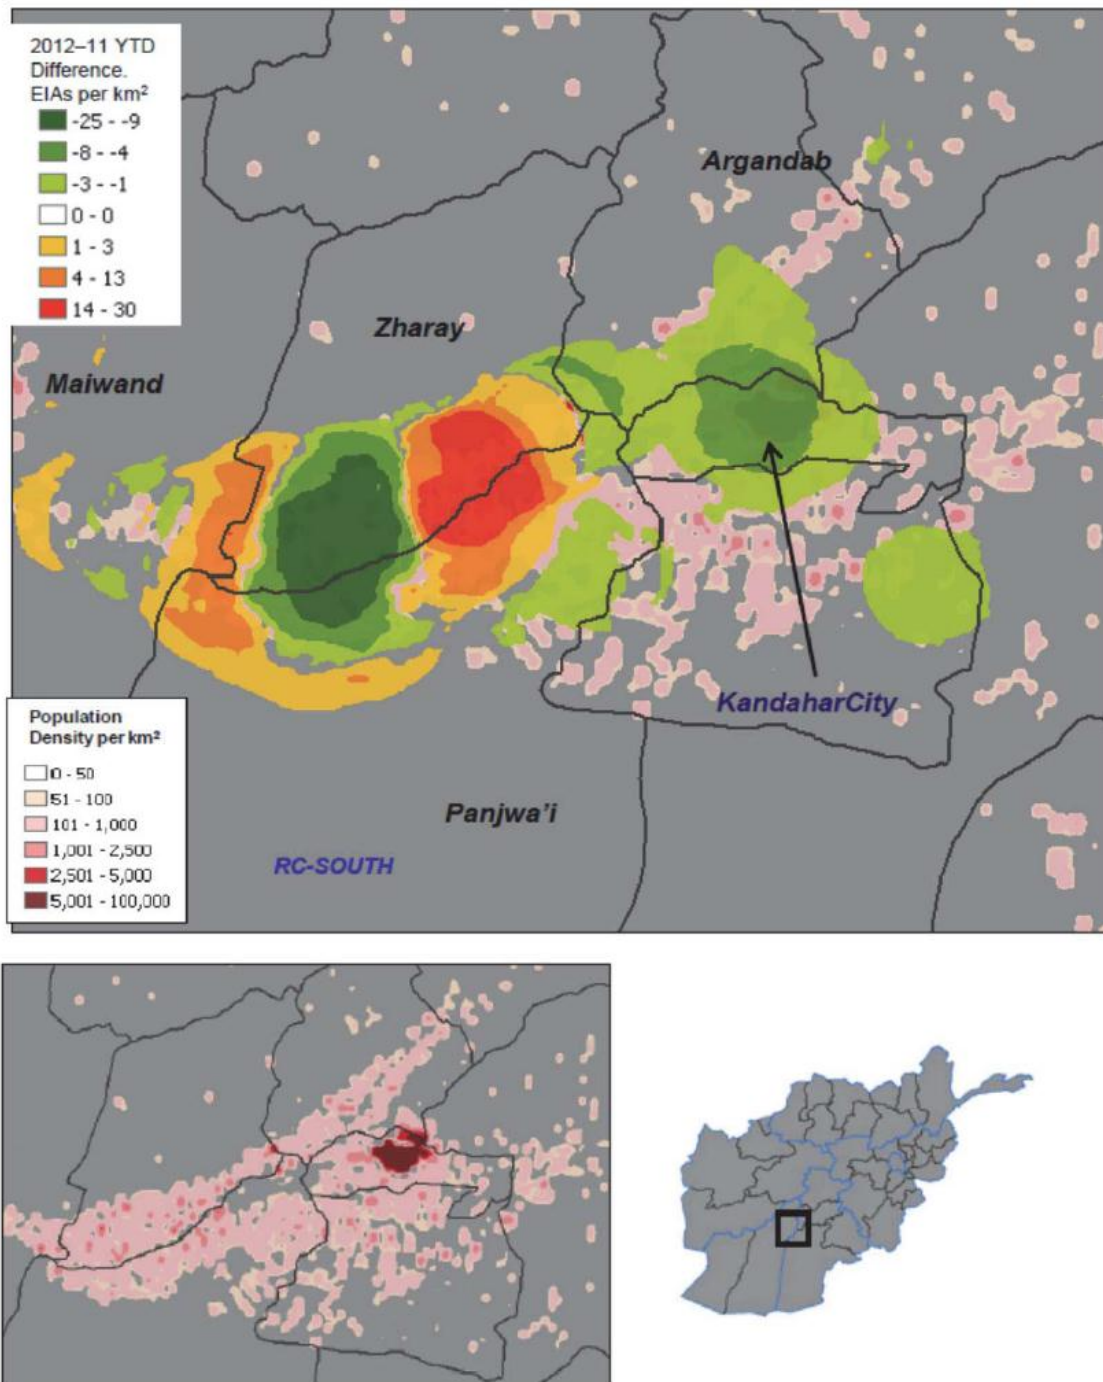 2012–11 YTD
Difference.
EIAs per km²
-25 - -9
-8 - -4
-3 - -1
0 - 0
1 - 3
4 - 13
14 - 30
Argandab
Zharay
Maiwand
KandaharCity
Population
Density per km²
0 - 50
51 - 100
101 - 1,000
1,001 - 2,500
2,501 - 5,000
5,001 - 100,000
Panjwa'i
RC-SOUTH